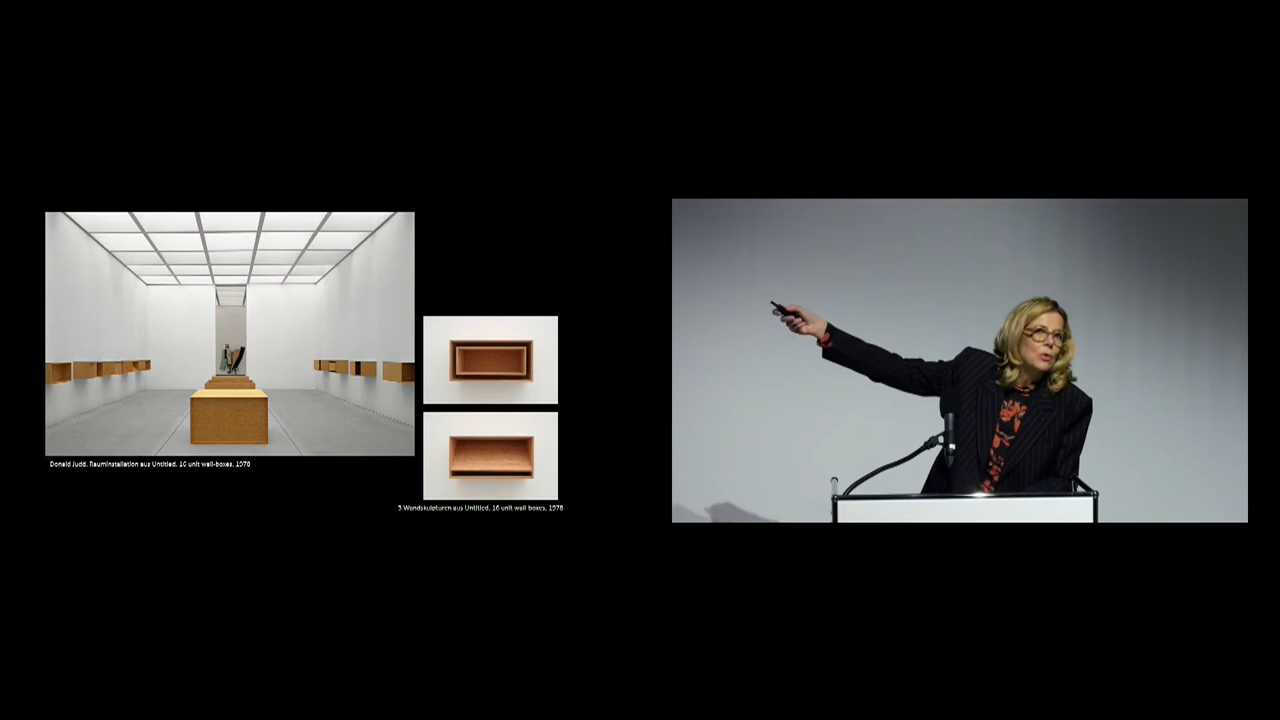 Donald Judd, Rauminstallation aus Untitled, 16 unit wall-boxes, 1978
3 Wandskulpturen aus Untitled, 16 unit wall boxes, 1978